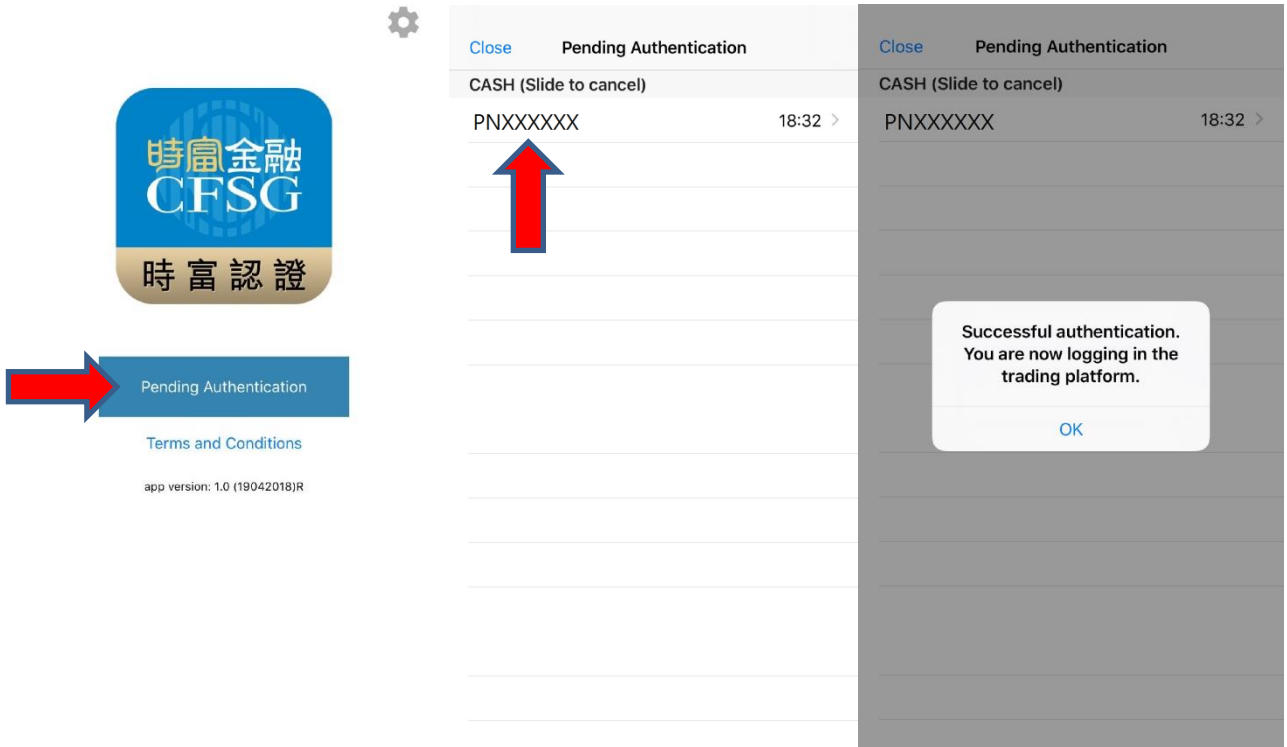 時富金融
CFSG
時富認證
Pending Authentication
Terms and Conditions
app version: 1.0 (19042018)R
Close Pending Authentication
CASH (Slide to cancel)
PNXXXXXX 18:32
Close Pending Authentication
CASH (Slide to cancel)
PNXXXXXX 18:32
Successful authentication.
You are now logging in the
trading platform.
OK